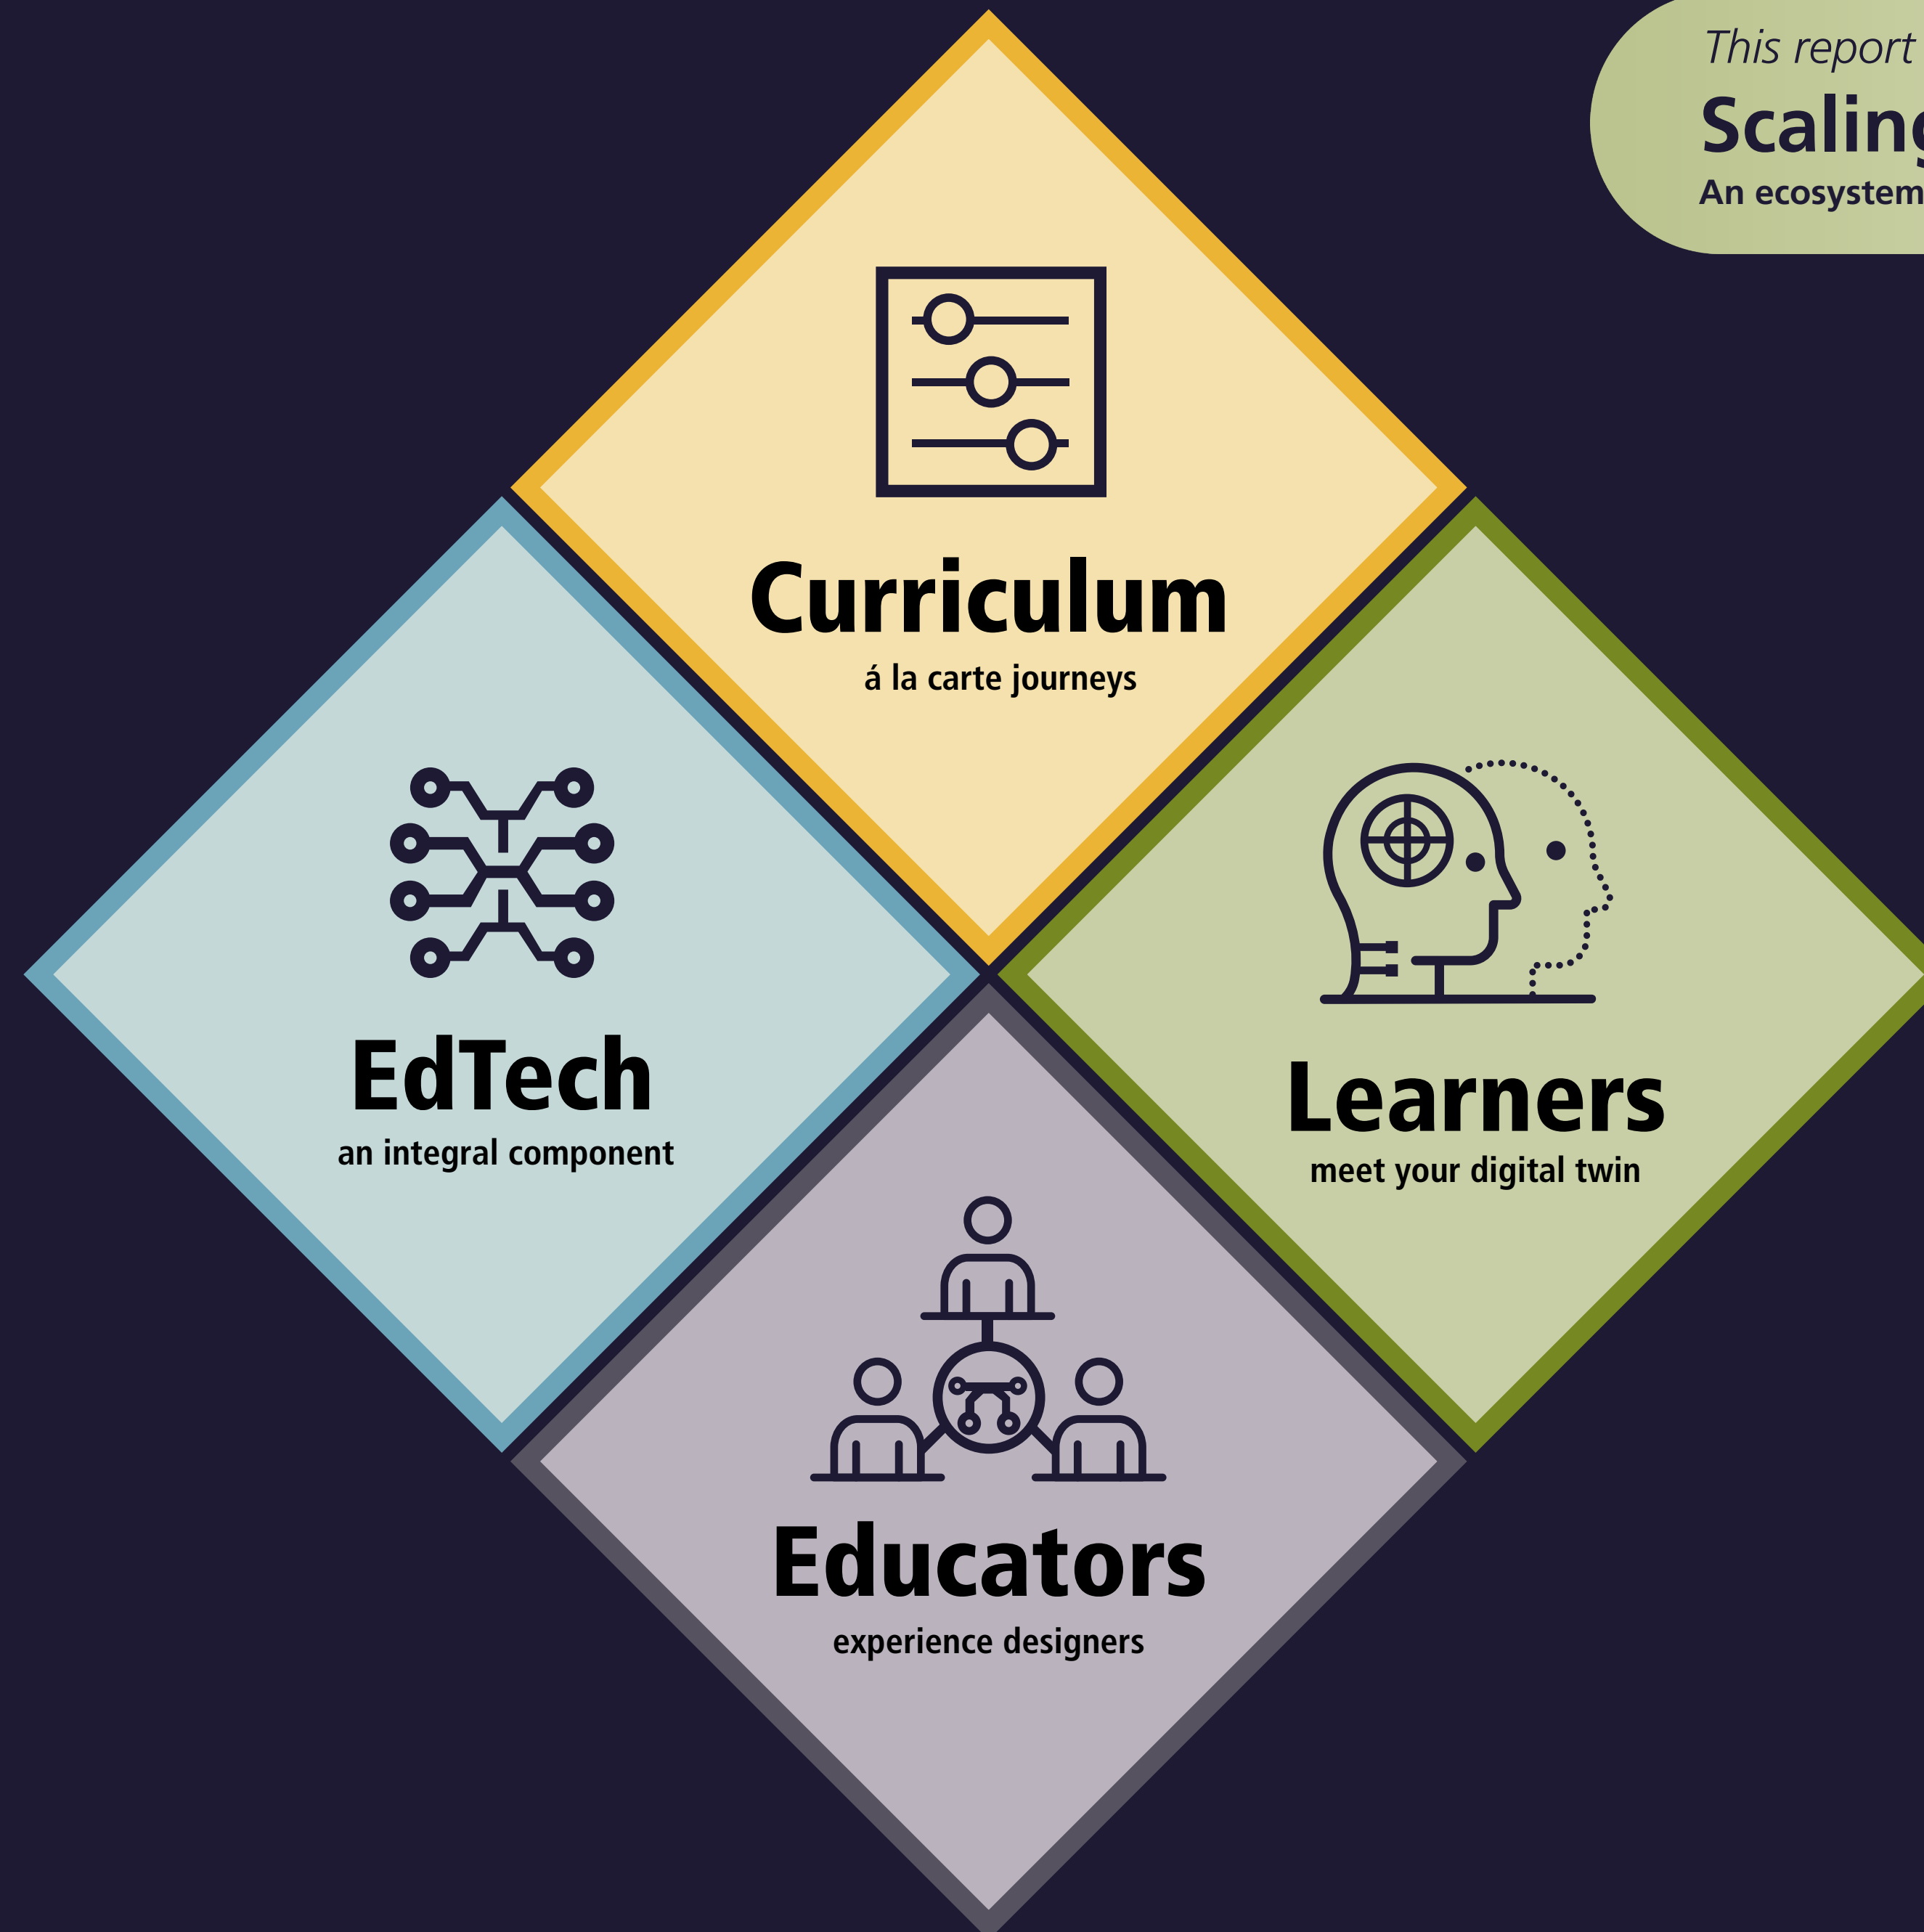 This report
Scaling
An ecosystem
Curriculum
á la carte journeys
EdTech
an integral component
Learners
meet your digital twin
Educators
experience designers